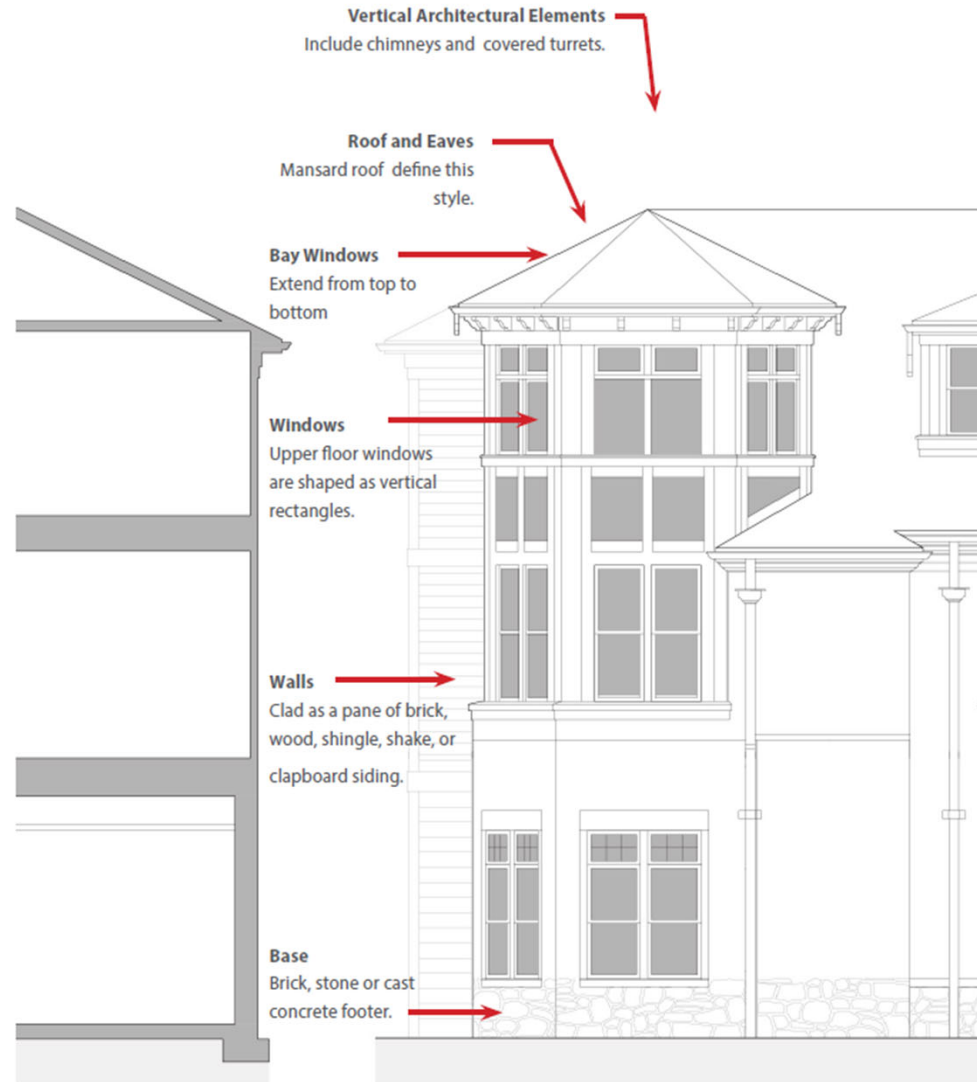 Vertical Architectural Elements
Include chimneys and covered turrets.
Roof and Eaves
Mansard roof define this
style.
Bay Windows
Extend from top to
bottom
Windows
Upper floor windows
are shaped as vertical
rectangles.
Walls
Clad as a pane of brick,
wood, shingle, shake, or
clapboard siding.
Base
Brick, stone or cast
concrete footer.